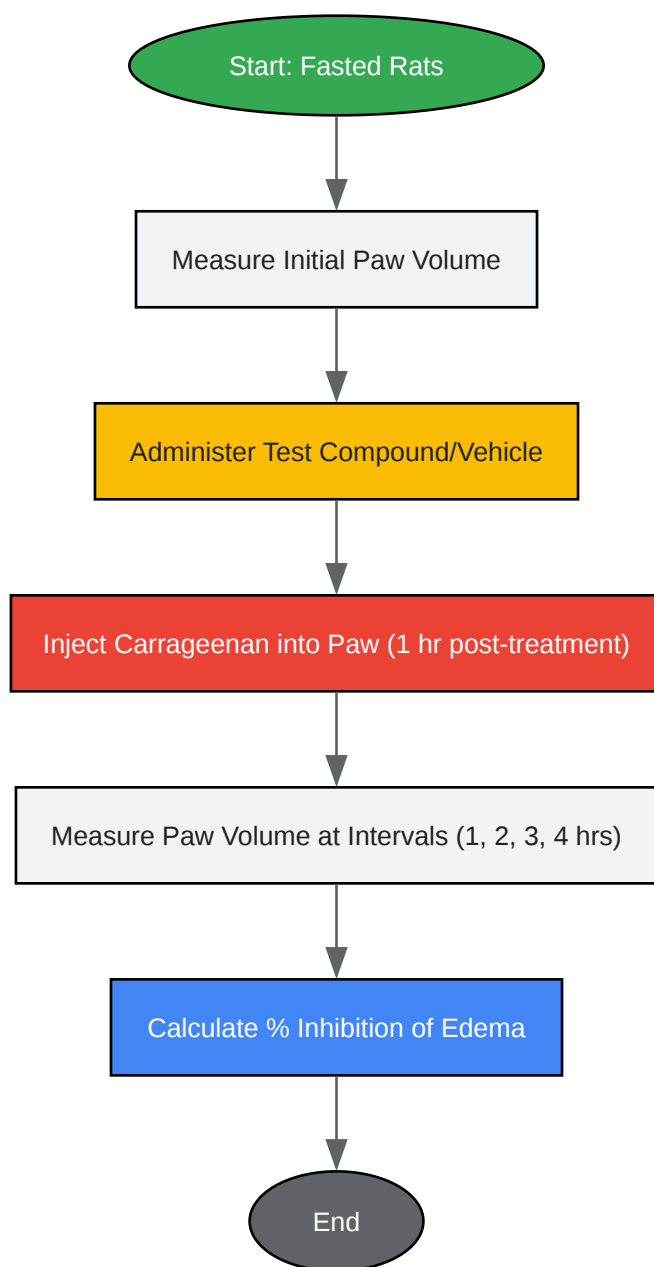 Start: Fasted Rats
Measure Initial Paw Volume
Administer Test Compound/Vehicle
Inject Carrageenan into Paw (1 hr post-treatment)
Measure Paw Volume at Intervals (1, 2, 3, 4 hrs)
Calculate % Inhibition of Edema
End